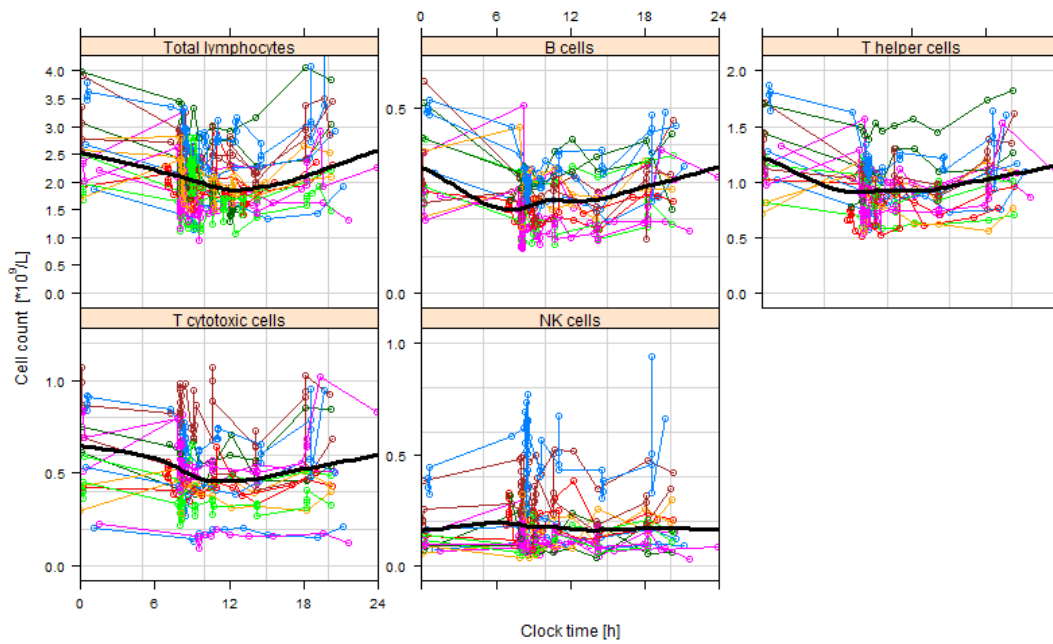 0 6 12 18 24
Total lymphocytes B cells T helper cells
4.0 0.5 2.0
3.5
3.0 1.5
2.5
2.0 1.0
1.5
1.0 0.5
0.5
0.0 0.0 0.0
T cytotoxic cells NK cells
1.0 1.0
0.5 0.5
0.0 0.0
0 6 12 18 24 0 6 12 18 24
Cell count [*10^9/L]
Clock time [h]